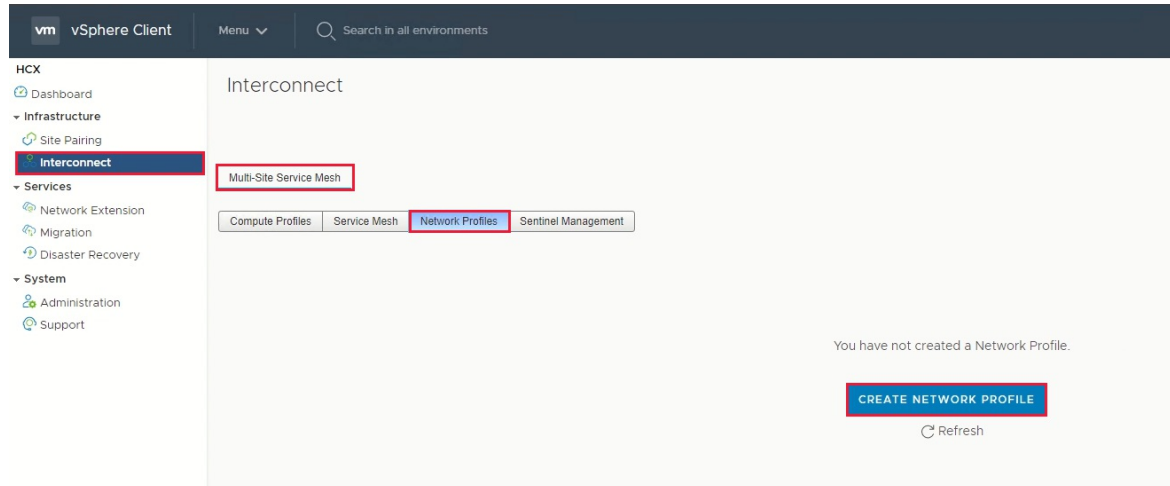 vm vSphere Client Menu Search in all environments
HCX
Dashboard
Infrastructure
Site Pairing
Interconnect
Services
Network Extension
Migration
Disaster Recovery
System
Administration
Support
Interconnect
Multi-Site Service Mesh
Compute Profiles Service Mesh Network Profiles Sentinel Management
You have not created a Network Profile.
CREATE NETWORK PROFILE
Refresh